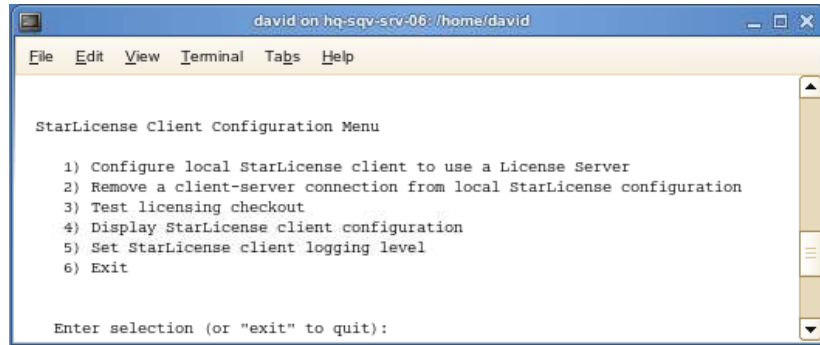 david on hq-sqv-srv-06: /home/david
File Edit View Terminal Tabs Help
StarLicense Client Configuration Menu
1) Configure local StarLicense client to use a License Server
2) Remove a client-server connection from local StarLicense configuration
3) Test licensing checkout
4) Display StarLicense client configuration
5) Set StarLicense client logging level
6) Exit
Enter selection (or "exit" to quit):